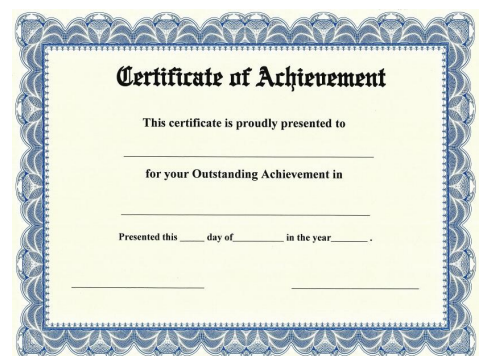 Certificate of Achievement
This certificate is proudly presented to
for your Outstanding Achievement in
Presented this _____ day of___________ in the year________ .